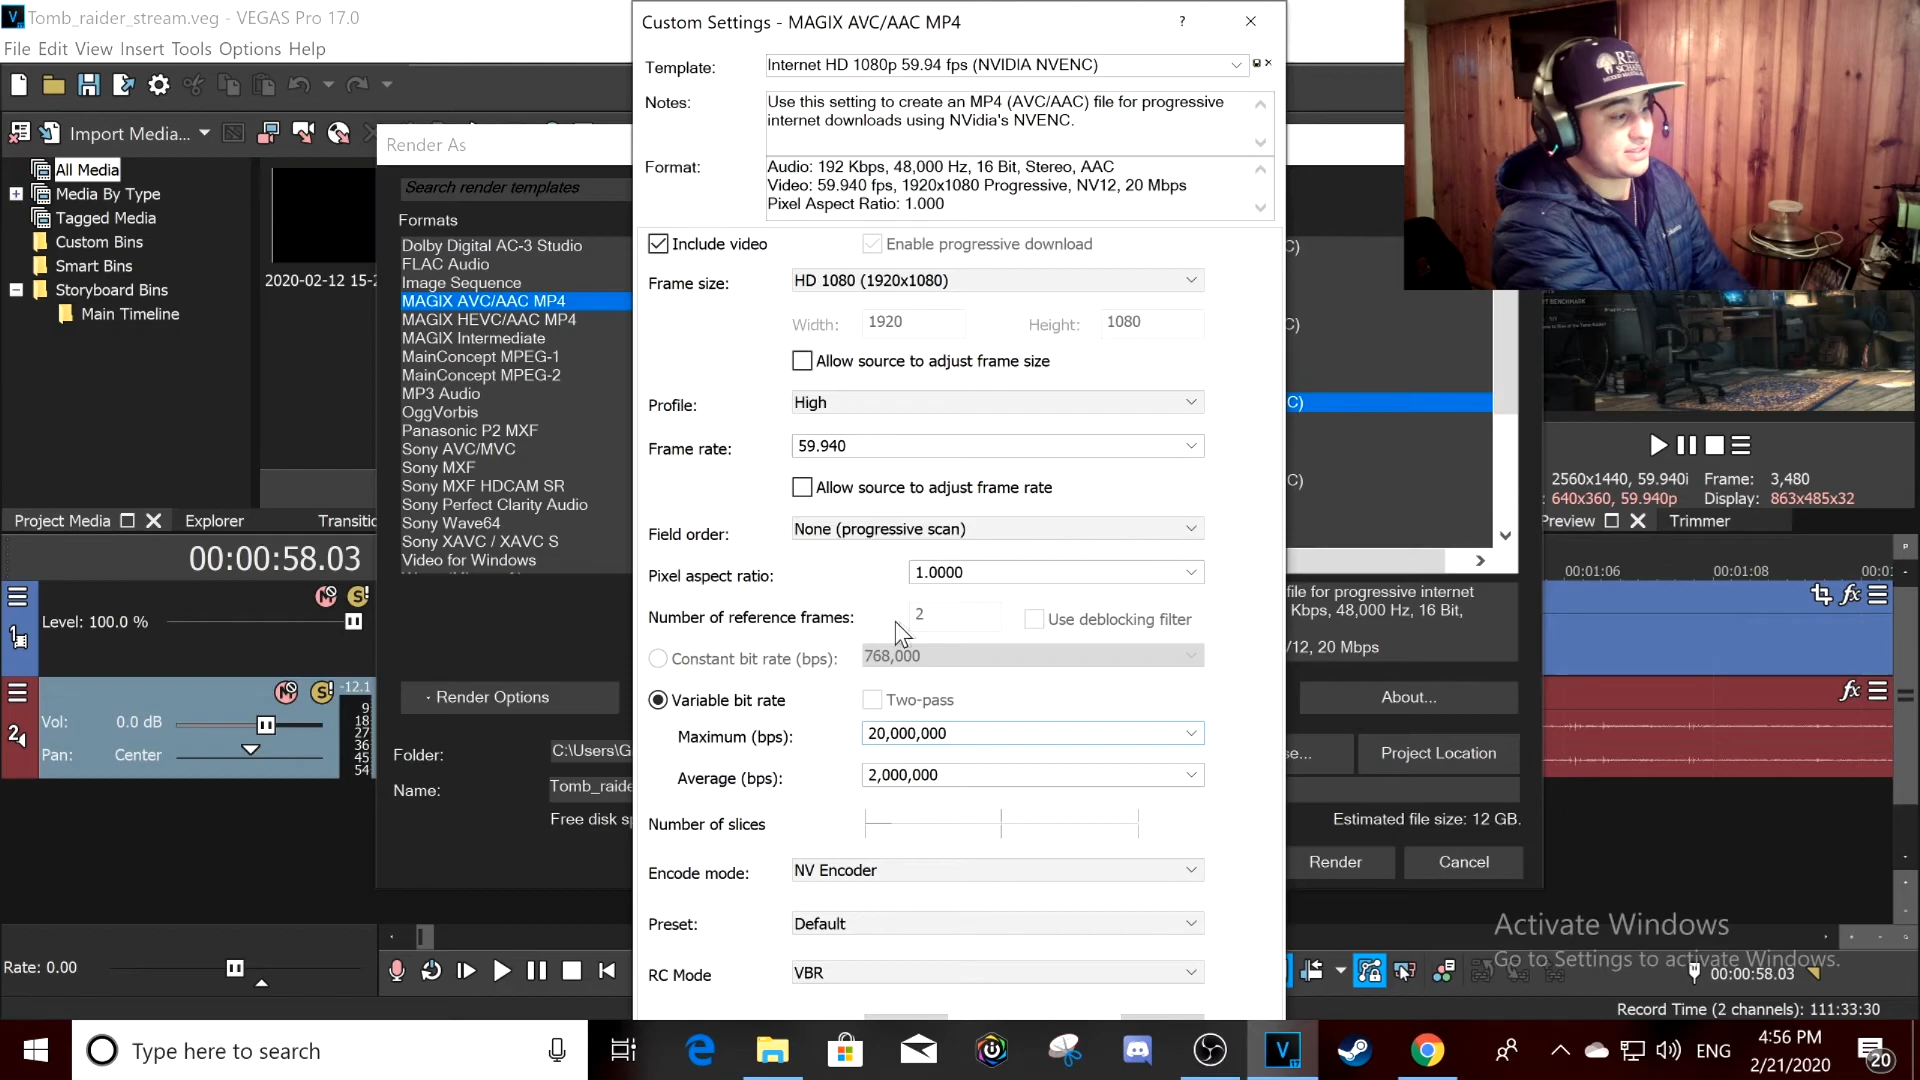 Tomb_raider_stream.veg - VEGAS Pro 17.0
File Edit View Insert Tools Options Help
Import Media...
All Media
Media By Type
Tagged Media
Custom Bins
Smart Bins
Storyboard Bins
Main Timeline
2020-02-12 15-2
Project Media
Explorer
Transitic
00:00:58.03
Level: 100.0 %
Vol: 0.0 dB
Pan: Center
-12.1
9
18
27
36
45
54
Rate: 0.00
Render As
Search render templates
Formats
Dolby Digital AC-3 Studio
FLAC Audio
Image Sequence
MAGIX AVC/AAC MP4
MAGIX HEVC/AAC MP4
MAGIX Intermediate
MainConcept MPEG-1
MainConcept MPEG-2
MP3 Audio
OggVorbis
Panasonic P2 MXF
Sony AVC/MVC
Sony MXF
Sony MXF HDCAM SR
Sony Perfect Clarity Audio
Sony Wave64
Sony XAVC / XAVC S
Video for Windows
Render Options
Folder: C:\Users\G
Name: Tomb_raide
Free disk s
Custom Settings - MAGIX AVC/AAC MP4
Template: Internet HD 1080p 59.94 fps (NVIDIA NVENC)
Notes: Use this setting to create an MP4 (AVC/AAC) file for progressive
internet downloads using NVidia's NVENC.
Format: Audio: 192 Kbps, 48,000 Hz, 16 Bit, Stereo, AAC
Video: 59.940 fps, 1920x1080 Progressive, NV12, 20 Mbps
Pixel Aspect Ratio: 1.000
Include video Enable progressive download
Frame size: HD 1080 (1920x1080)
Width: 1920 Height: 1080
Allow source to adjust frame size
Profile: High
Frame rate: 59.940
Allow source to adjust frame rate
Field order: None (progressive scan)
Pixel aspect ratio: 1.0000
Number of reference frames: 2 Use deblocking filter
Constant bit rate (bps): 768,000
Variable bit rate Two-pass
Maximum (bps): 20,000,000
Average (bps): 2,000,000
Number of slices
Encode mode: NV Encoder
Preset: Default
RC Mode VBR
C)
file for progressive internet
Kbps, 48,000 Hz, 16 Bit,
/12, 20 Mbps
About...
Project Location
Estimated file size: 12 GB.
Render
Cancel
2560x1440, 59.940i Frame: 3,480
640x360, 59.940p Display: 863x485x32
Preview
Trimmer
00:01:06
00:01:08
Activate Windows
Go to Settings to activate Windows.
00:00:58.03
Record Time (2 channels): 111:33:30
Type here to search
ENG
4:56 PM
2/21/2020
20